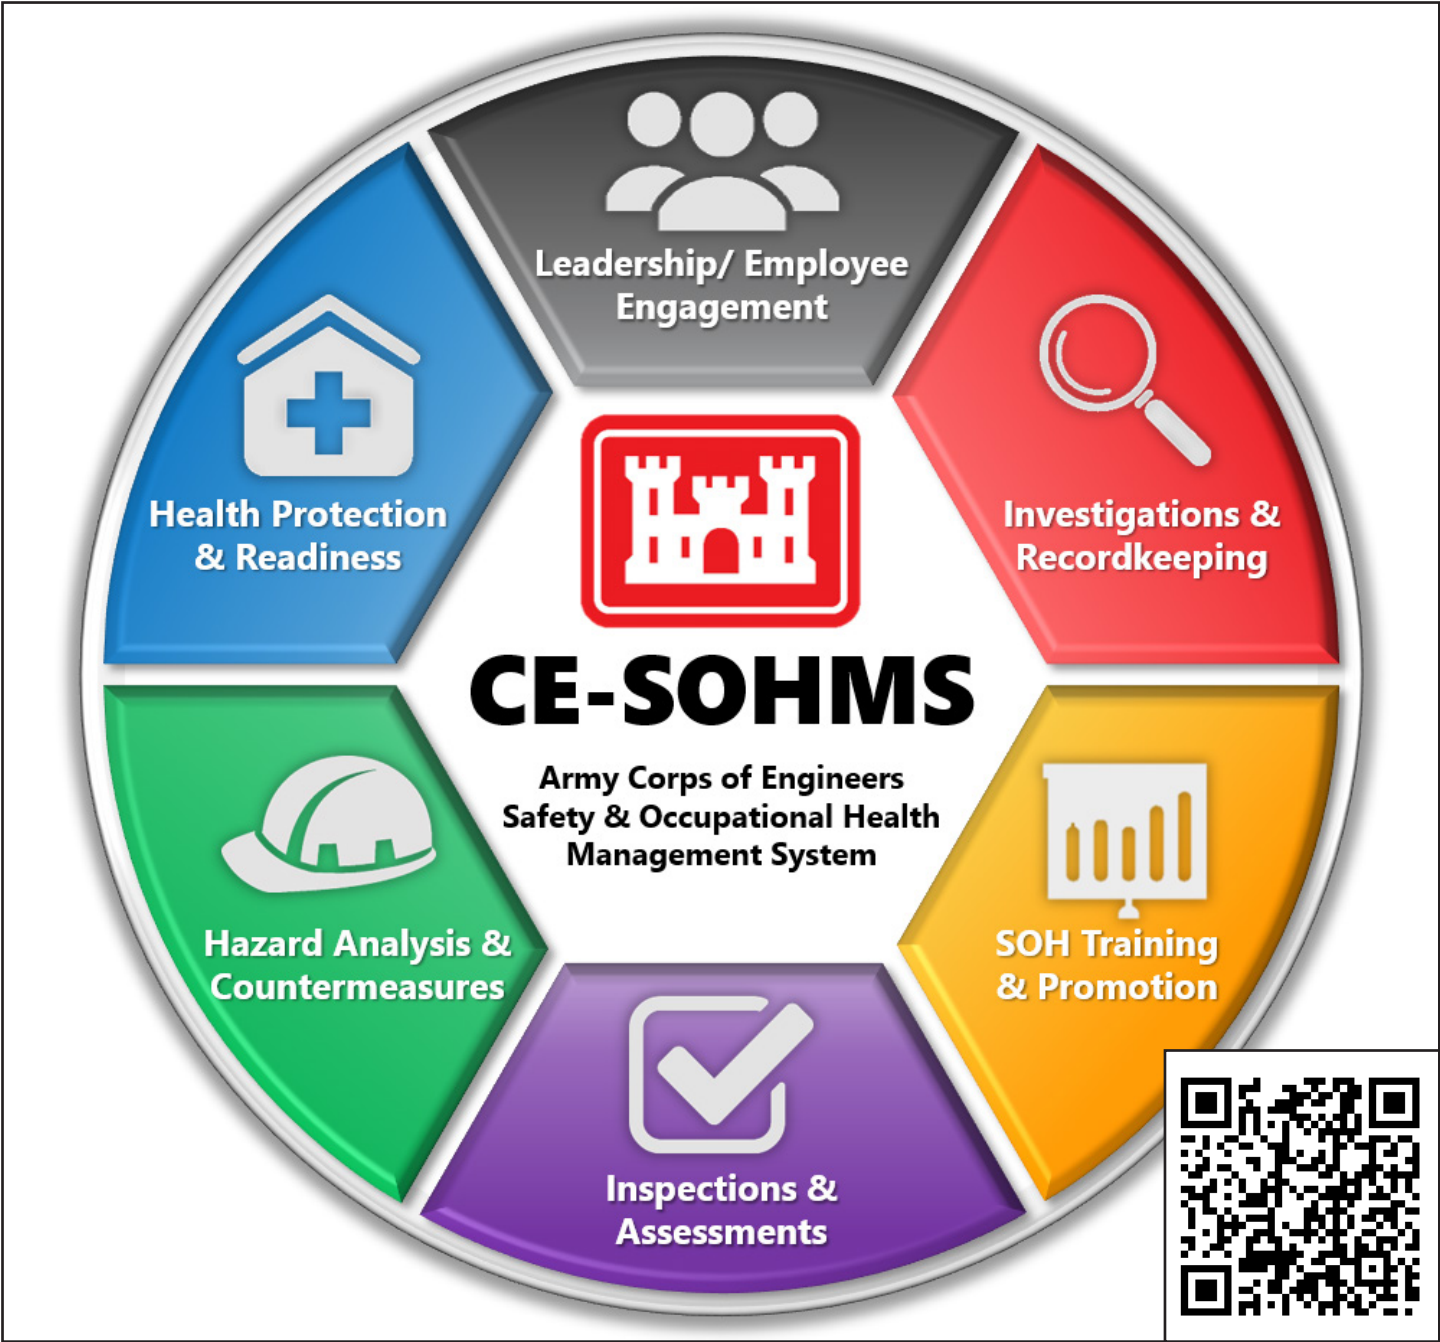 Leadership/ Employee
Engagement
Investigations &
Recordkeeping
Health Protection
& Readiness
CE-SOHMS
Army Corps of Engineers
Safety & Occupational Health
Management System
Hazard Analysis &
Countermeasures
SOH Training
& Promotion
Inspections &
Assessments